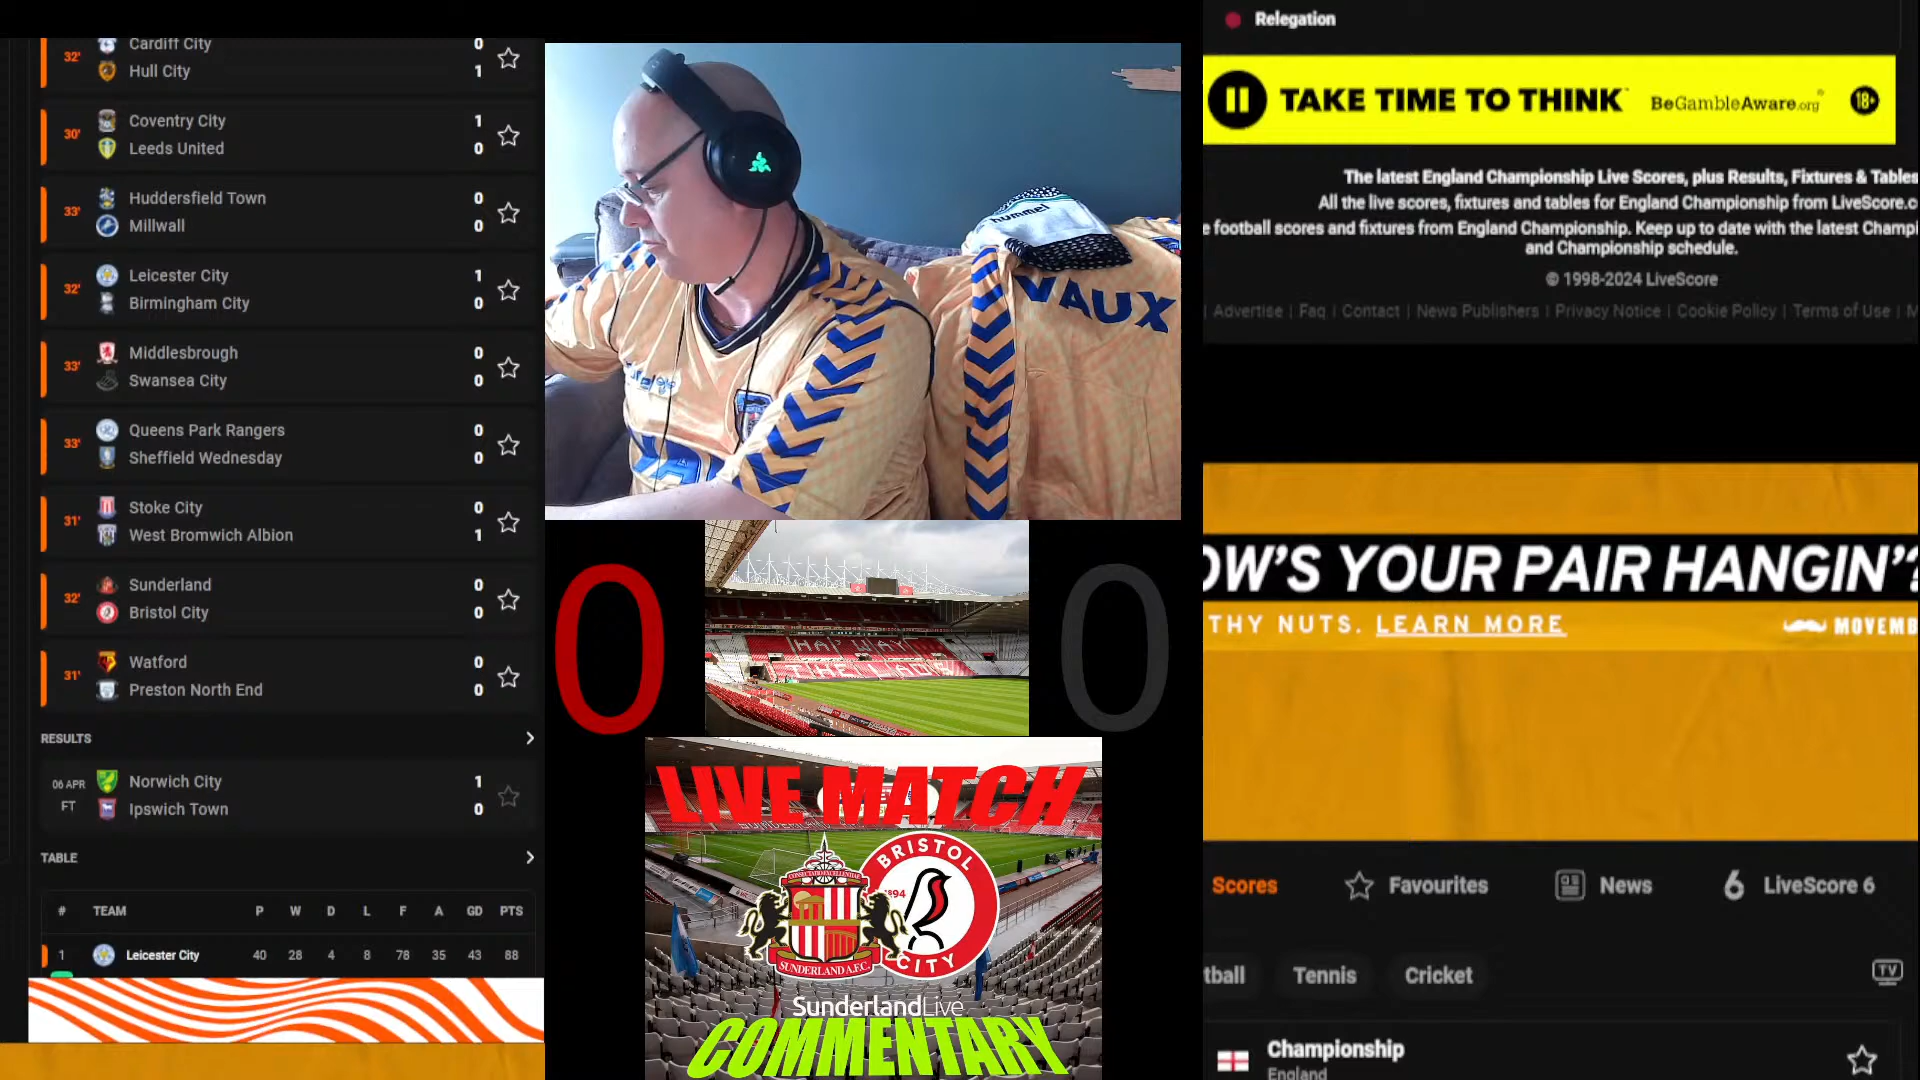 32'
Cardiff City
0
Hull City
1
30'
Coventry City
1
Leeds United
0
33'
Huddersfield Town
0
Millwall
0
32'
Leicester City
1
Birmingham City
0
33'
Middlesbrough
0
Swansea City
0
33'
Queens Park Rangers
0
Sheffield Wednesday
0
31'
Stoke City
0
West Bromwich Albion
1
32'
Sunderland
0
Bristol City
0
31'
Watford
0
Preston North End
0
RESULTS
06 APR
FT
Norwich City
1
Ipswich Town
0
TABLE
# TEAM P W D L F A GD PTS
1 Leicester City 40 28 4 8 78 35 43 88
hummel
VAUX
0
0
HA'WAY
THE LADS
LIVE MATCH
CONSECTATIO EXCELLENTIAE
SUNDERLAND A.F.C.
BRISTOL
1894
CITY
SunderlandLive
COMMENTARY
Relegation
TAKE TIME TO THINK
BeGambleAware.org
18+
The latest England Championship Live Scores, plus Results, Fixtures & Tables
All the live scores, fixtures and tables for England Championship from LiveScore.c
e football scores and fixtures from England Championship. Keep up to date with the latest Champi
and Championship schedule.
© 1998-2024 LiveScore
| Advertise | Faq | Contact | News Publishers | Privacy Notice | Cookie Policy | Terms of Use | M
OW'S YOUR PAIR HANGIN'?
THY NUTS. LEARN MORE
MOVEMB
Scores
Favourites
News
6 LiveScore 6
tball
Tennis
Cricket
TV
Championship
England